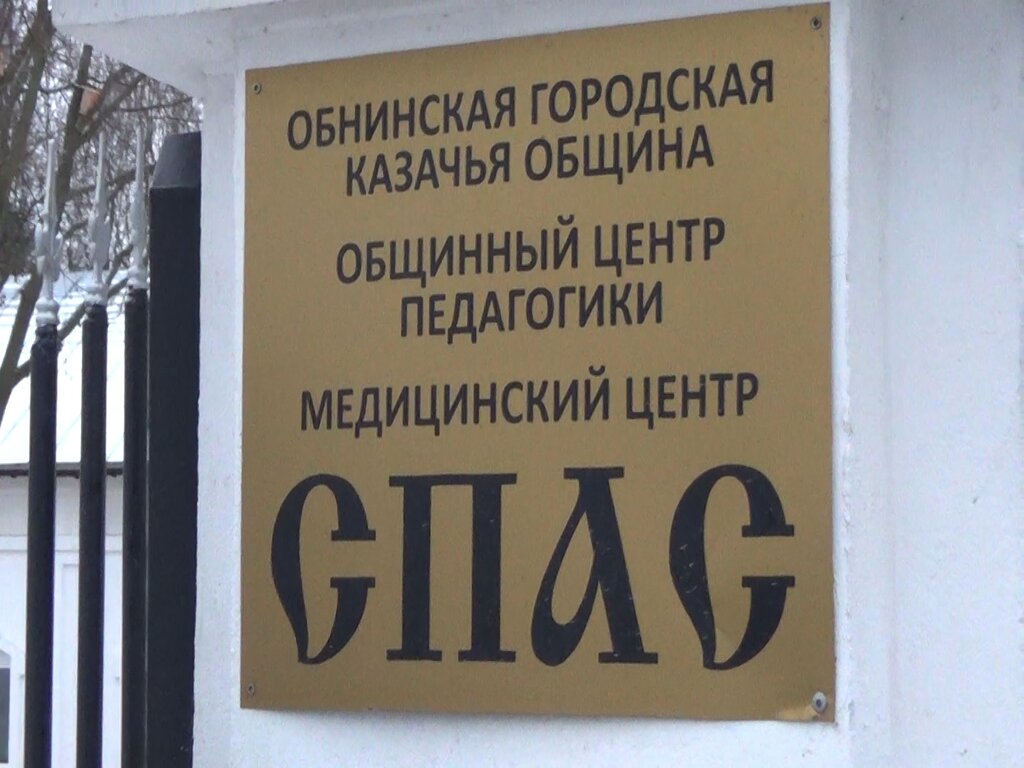 ОБНИНСКАЯ ГОРОДСКАЯ
КАЗАЧЬЯ ОБЩИНА
ОБЩИННЫЙ ЦЕНТР
ПЕДАГОГИКИ
МЕДИЦИНСКИЙ ЦЕНТР
СПАС